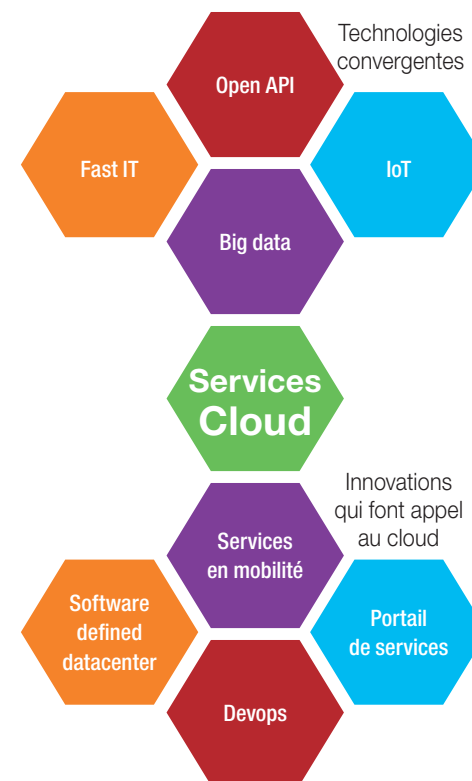 Technologies
convergentes
Open API
Fast IT
IoT
Big data
Services
Cloud
Innovations
qui font appel
au cloud
Services
en mobilité
Software
defined
datacenter
Portail
de services
Devops